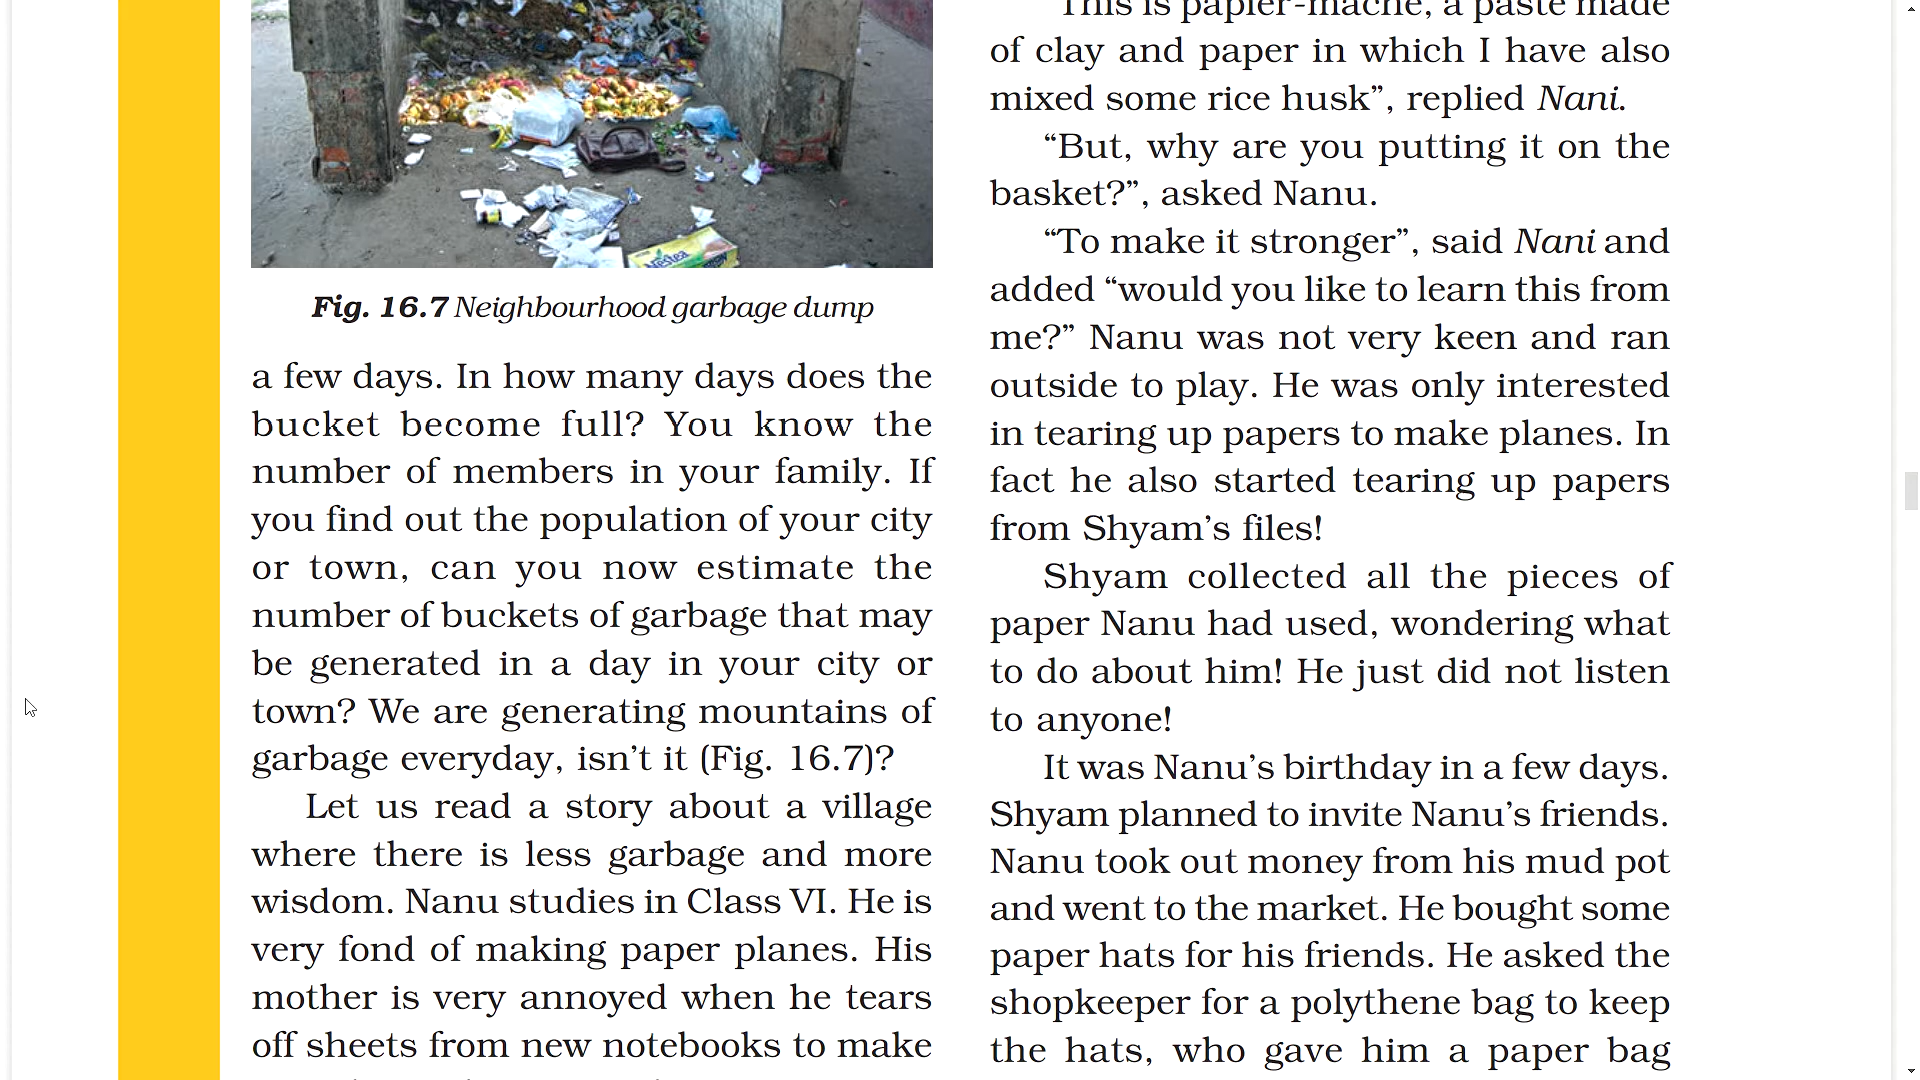 Nestea
Fig. 16.7 Neighbourhood garbage dump
a few days. In how many days does the
bucket become full? You know the
number of members in your family. If
you find out the population of your city
or town, can you now estimate the
number of buckets of garbage that may
be generated in a day in your city or
town? We are generating mountains of
garbage everyday, isn’t it (Fig. 16.7)?
Let us read a story about a village
where there is less garbage and more
wisdom. Nanu studies in Class VI. He is
very fond of making paper planes. His
mother is very annoyed when he tears
off sheets from new notebooks to make
This is papier-mache, a paste made
of clay and paper in which I have also
mixed some rice husk”, replied Nani.
“But, why are you putting it on the
basket?”, asked Nanu.
“To make it stronger”, said Nani and
added “would you like to learn this from
me?” Nanu was not very keen and ran
outside to play. He was only interested
in tearing up papers to make planes. In
fact he also started tearing up papers
from Shyam’s files!
Shyam collected all the pieces of
paper Nanu had used, wondering what
to do about him! He just did not listen
to anyone!
It was Nanu’s birthday in a few days.
Shyam planned to invite Nanu’s friends.
Nanu took out money from his mud pot
and went to the market. He bought some
paper hats for his friends. He asked the
shopkeeper for a polythene bag to keep
the hats, who gave him a paper bag